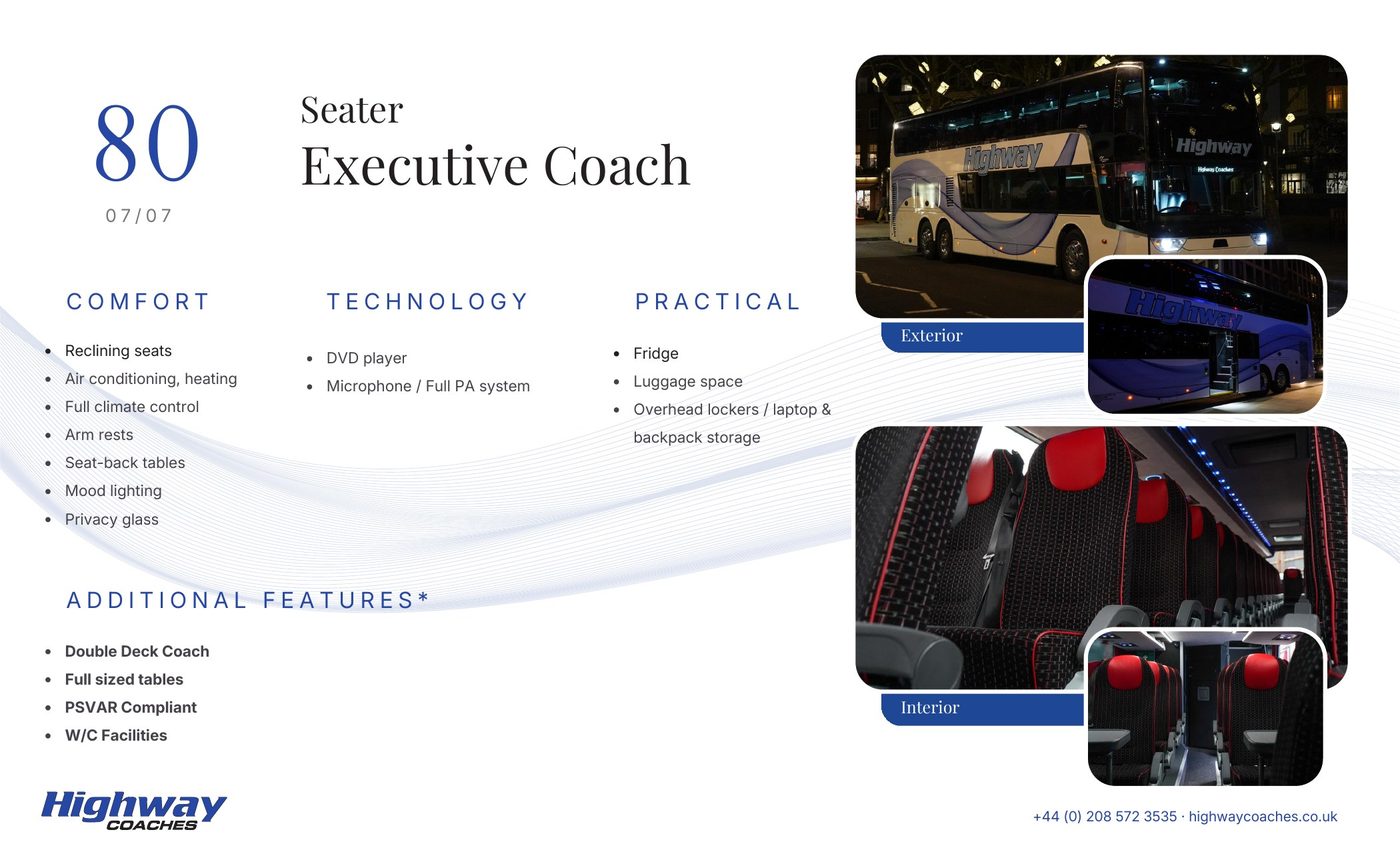 80
07/07
Seater
Executive Coach
COMFORT
Reclining seats
Air conditioning, heating
Full climate control
Arm rests
Seat-back tables
Mood lighting
Privacy glass
TECHNOLOGY
DVD player
Microphone / Full PA system
PRACTICAL
Fridge
Luggage space
Overhead lockers / laptop &
backpack storage
ADDITIONAL FEATURES*
Double Deck Coach
Full sized tables
PSVAR Compliant
W/C Facilities
Highway
Highway
Highway Coaches
Exterior
Highway
Interior
Highway
COACHES
+44 (0) 208 572 3535 · highwaycoaches.co.uk